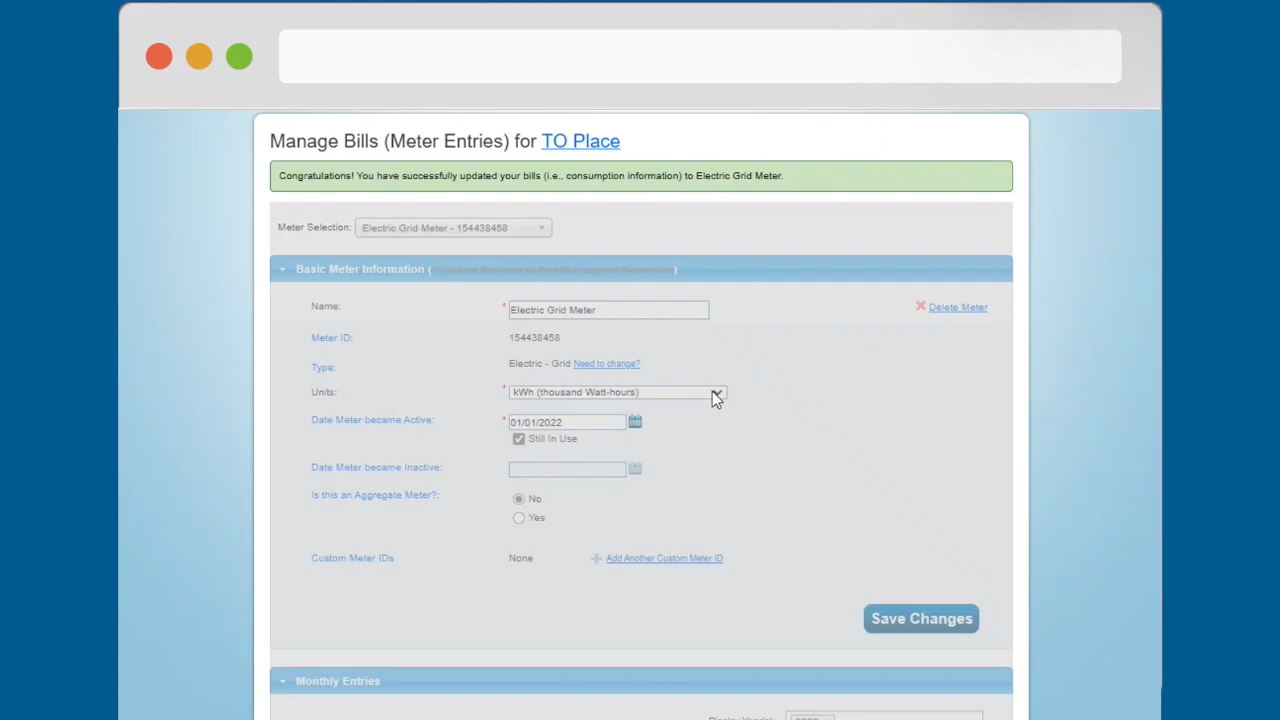 Manage Bills (Meter Entries) for TO Place
Congratulations! You have successfully updated your bills (i.e., consumption information) to Electric Grid Meter.
Meter Selection: Electric Grid Meter - 154438458
Basic Meter Information (
Name: * Electric Grid Meter
Delete Meter
Meter ID: 154438458
Type: Electric - Grid Need to change?
Units: * kWh (thousand Watt-hours)
Date Meter became Active: * 01/01/2022
Still In Use
Date Meter became Inactive:
Is this an Aggregate Meter?: No
Yes
Custom Meter IDs None Add Another Custom Meter ID
Save Changes
Monthly Entries